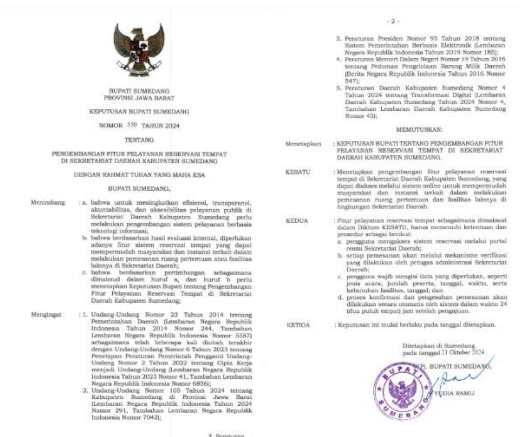 BUPATI SUMEDANG
PROVINSI JAWA BARAT
KEPUTUSAN BUPATI SUMEDANG
NOMOR 550 TAHUN 2024
TENTANG
PENGEMBANGAN FITUR PELAYANAN RESERVASI TEMPAT
DI SEKRETARIAT DAERAH KABUPATEN SUMEDANG
DENGAN RAHMAT TUHAN YANG MAHA ESA
BUPATI SUMEDANG,
Menimbang : a. bahwa untuk meningkatkan efisiensi, transparansi,
akuntabilitas, dan aksesibilitas pelayanan publik di
Sekretariat Daerah Kabupaten Sumedang perlu
melakukan pengembangan sistem pelayanan berbasis
teknologi informasi;
b. bahwa berdasarkan hasil evaluasi internal, diperlukan
adanya fitur sistem reservasi tempat yang dapat
mempermudah masyarakat dan instansi terkait dalam
melakukan pemesanan ruang pertemuan atau fasilitas
lainnya di Sekretariat Daerah;
c. bahwa berdasarkan pertimbangan sebagaimana
dimaksud dalam huruf a, dan huruf b perlu
menetapkan Keputusan Bupati tentang Pengembangan
Fitur Pelayanan Reservasi Tempat di Sekretariat
Daerah Kabupaten Sumedang;
Mengingat : 1. Undang-Undang Nomor 23 Tahun 2014 tentang
Pemerintahan Daerah (Lembaran Negara Republik
Indonesia Tahun 2014 Nomor 244, Tambahan
Lembaran Negara Republik Indonesia Nomor 5587)
sebagaimana telah beberapa kali diubah terakhir
dengan Undang-Undang Nomor 6 Tahun 2023 tentang
Penetapan Peraturan Pemerintah Pengganti Undang-
Undang Nomor 2 Tahun 2022 tentang Cipta Kerja
menjadi Undang-Undang (Lembaran Negara Republik
Indonesia Tahun 2023 Nomor 41, Tambahan Lembaran
Negara Republik Indonesia Nomor 6856);
2. Undang-Undang Nomor 103 Tahun 2024 tentang
Kabupaten Sumedang di Provinsi Jawa Barat
(Lembaran Negara Republik Indonesia Tahun 2024
Nomor 291, Tambahan Lembaran Negara Republik
Indonesia Nomor 7042);
3. Peraturan
- 2 -
3. Peraturan Presiden Nomor 95 Tahun 2018 tentang
Sistem Pemerintahan Berbasis Elektronik (Lembaran
Negara Republik Indonesia 2019 Nomor 185);
4. Peraturan Menteri Dalam Negeri Nomor 19 Tahun 2016
tentang Pedoman Pengelolaan Barang Milik Daerah
(Berita Negara Republik Indonesia Tahun 2016 Nomor
547);
5. Peraturan Daerah Kabupaten Sumedang Nomor 4
Tahun 2024 tentang Transformasi Digital (Lembaran
Daerah Kabupaten Sumedang Tahun 2024 Nomor 4,
Tambahan Lembaran Daerah Kabupaten Sumedang
Nomor 43);
MEMUTUSKAN:
Menetapkan : KEPUTUSAN BUPATI TENTANG PENGEMBANGAN FITUR
PELAYANAN RESERVASI TEMPAT DI SEKRETARIAT
DAERAH KABUPATEN SUMEDANG.
KESATU : Menetapkan pengembangan fitur pelayanan reservasi
tempat di Sekretariat Daerah Kabupaten Sumedang, yang
dapat diakses melalui sistem online untuk mempermudah
masyarakat dan instansi terkait dalam melakukan
pemesanan ruang pertemuan dan fasilitas lainnya di
lingkungan Sekretariat Daerah.
KEDUA : Fitur pelayanan reservasi tempat sebagaimana dimaksud
dalam Diktum KESATU, harus memenuhi ketentuan dan
prosedur sebagai berikut:
a. pengguna mengakses sistem reservasi melalui portal
resmi Sekretariat Daerah;
b. setiap pemesanan akan melalui mekanisme verifikasi
yang dilakukan oleh petugas administrasi Sekretariat
Daerah;
c. pengguna wajib mengisi data yang diperlukan, seperti
jenis acara, jumlah peserta, tanggal, waktu, serta
kebutuhan fasilitas, tanggal; dan
d. proses konfirmasi dan pengesahan pemesanan akan
dilakukan secara otomatis oleh sistem dalam waktu 24
(dua puluh empat) jam setelah pengajuan.
KETIGA : Keputusan ini mulai berlaku pada tanggal ditetapkan.
Ditetapkan di Sumedang
pada tanggal 21 Oktober 2024
BUPATI SUMEDANG,
BUPATI
SUMEDANG
YUDIA RAMLI